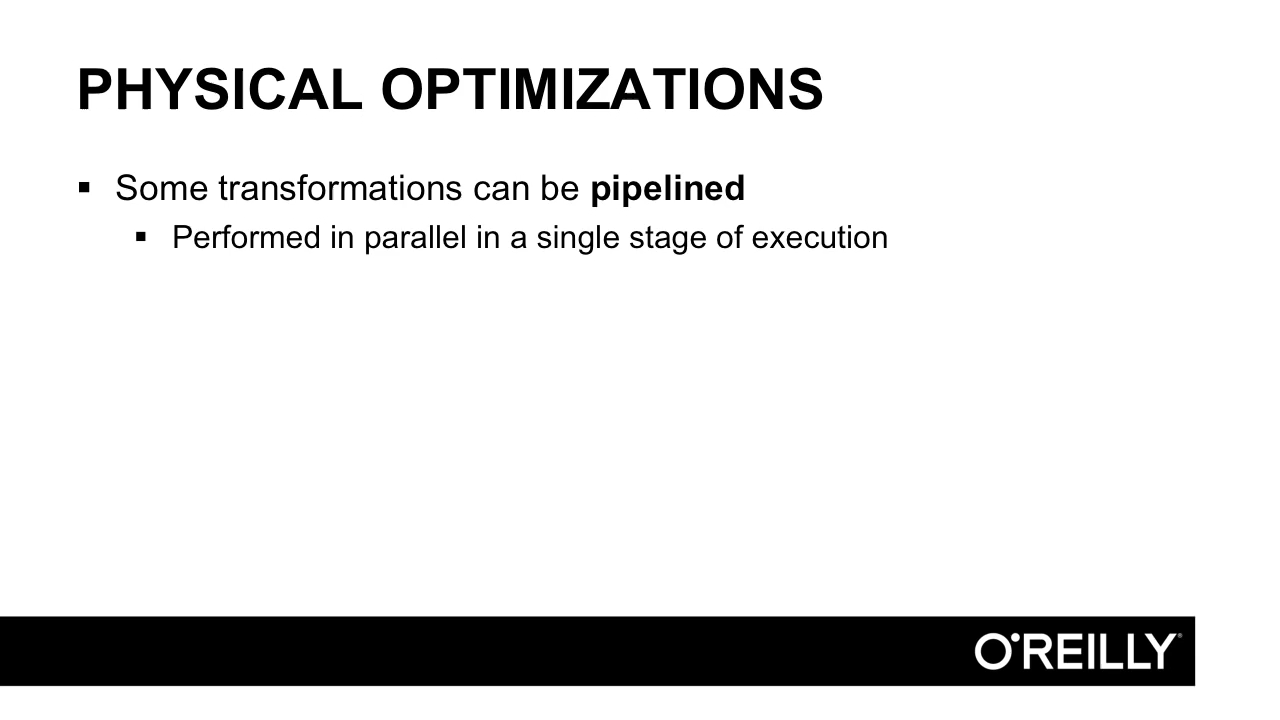 PHYSICAL OPTIMIZATIONS
▪ Some transformations can be pipelined
▪ Performed in parallel in a single stage of execution
O'REILLY®